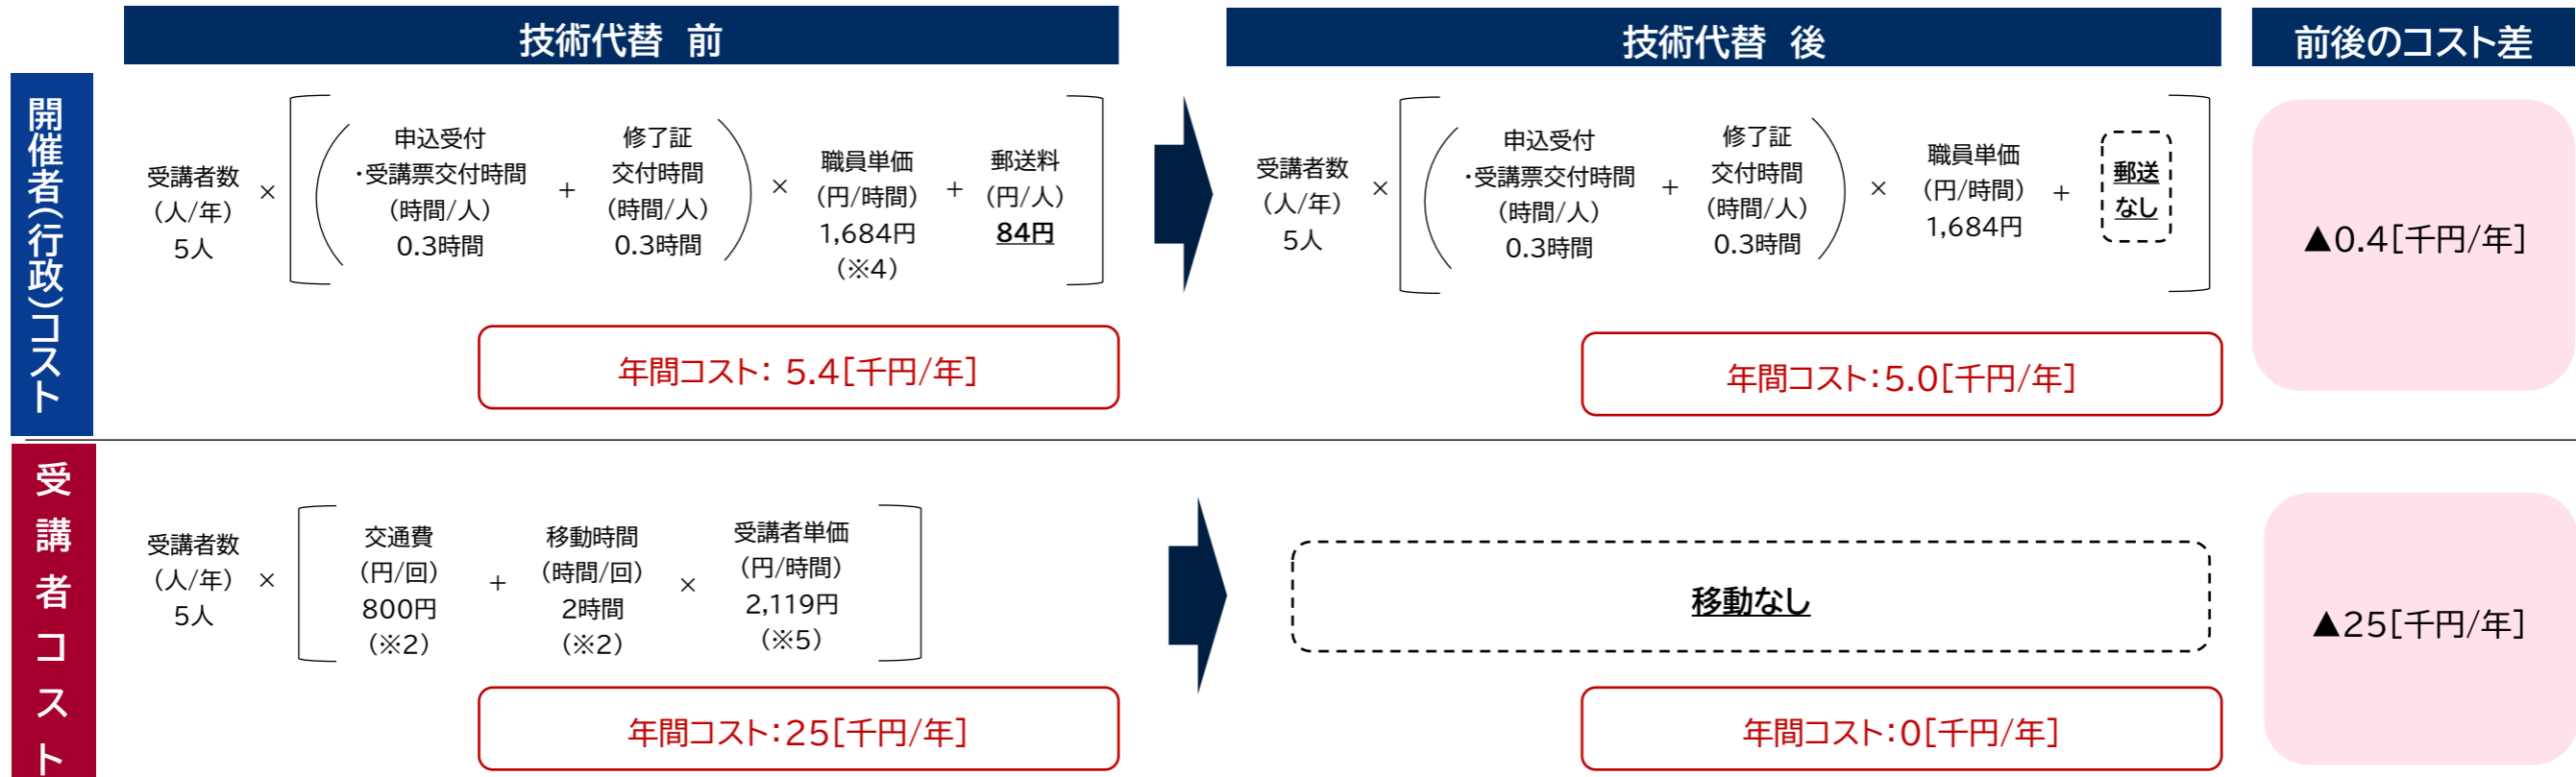 技術代替 前
技術代替 後
前後のコスト差
開催者(行政)コスト
受講者数
(人/年)
5人
×
申込受付
・受講票交付時間
(時間/人)
0.3時間
+
修了証
交付時間
(時間/人)
0.3時間
×
職員単価
(円/時間)
1,684円
(※4)
+
郵送料
(円/人)
84円
年間コスト: 5.4[千円/年]
受講者数
(人/年)
5人
×
申込受付
・受講票交付時間
(時間/人)
0.3時間
+
修了証
交付時間
(時間/人)
0.3時間
×
職員単価
(円/時間)
1,684円
+
郵送
なし
年間コスト:5.0[千円/年]
▲0.4[千円/年]
受講者コスト
受講者数
(人/年)
5人
×
交通費
(円/回)
800円
(※2)
+
移動時間
(時間/回)
2時間
(※2)
×
受講者単価
(円/時間)
2,119円
(※5)
年間コスト:25[千円/年]
移動なし
年間コスト:0[千円/年]
▲25[千円/年]